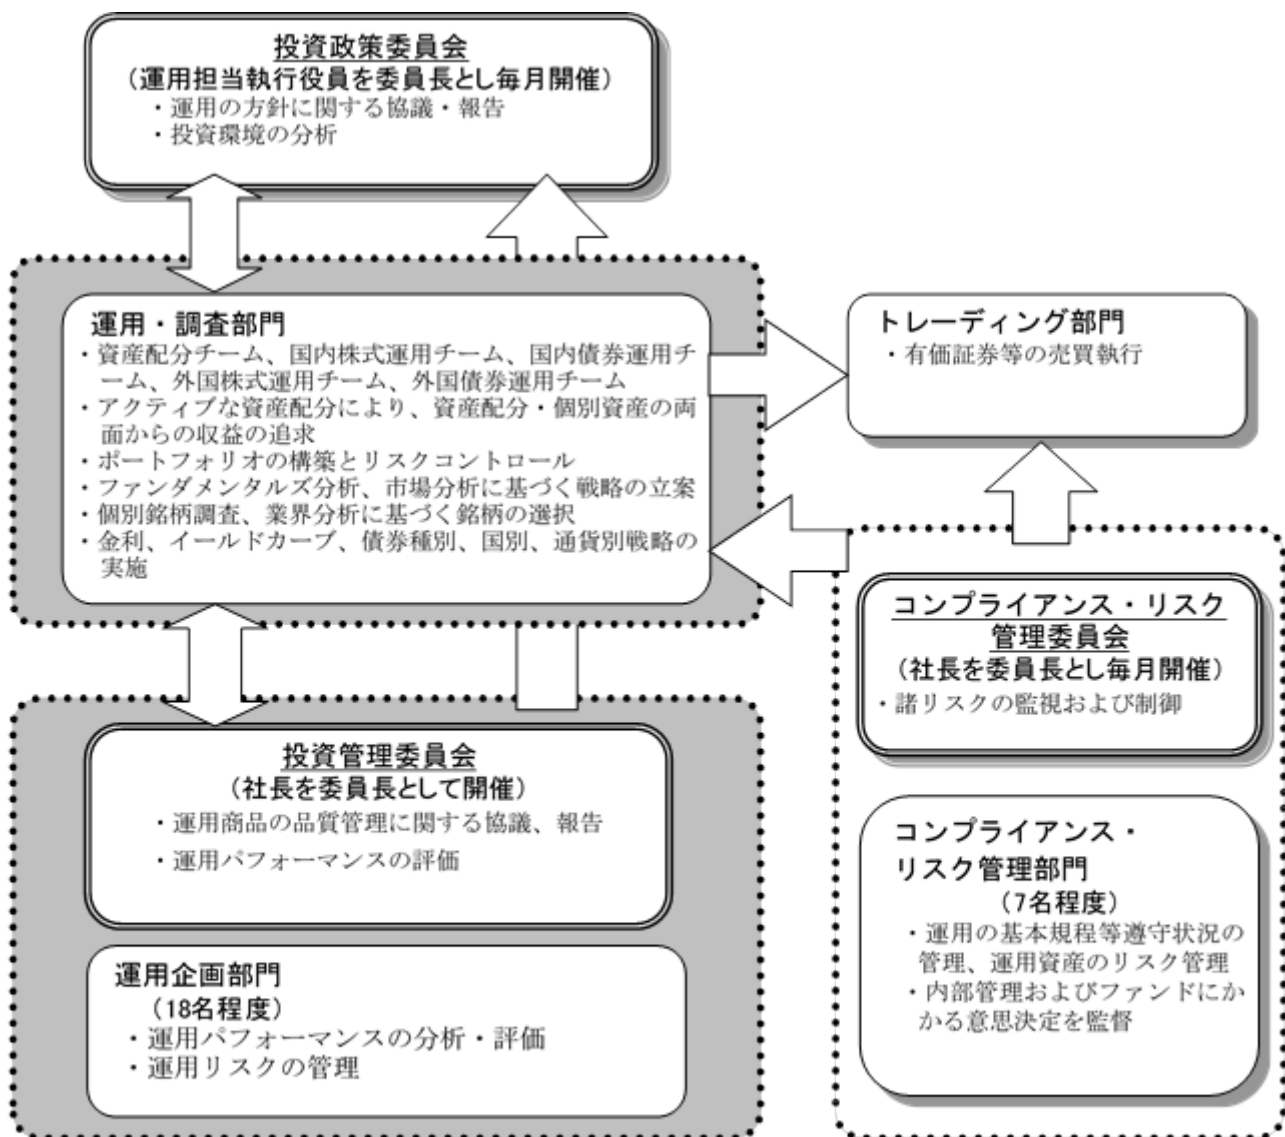 投資政策委員会
(運用担当執行役員を委員長とし毎月開催)
・運用の方針に関する協議・報告
・投資環境の分析
運用・調査部門
・資産配分チーム、国内株式運用チーム、国内債券運用チ
ーム、外国株式運用チーム、外国債券運用チーム
・アクティブな資産配分により、資産配分・個別資産の両
面からの収益の追求
・ポートフォリオの構築とリスクコントロール
・ファンダメンタルズ分析、市場分析に基づく戦略の立案
・個別銘柄調査、業界分析に基づく銘柄の選択
・金利、イールドカーブ、債券種別、国別、通貨別戦略の
実施
トレーディング部門
・有価証券等の売買執行
コンプライアンス・リスク
管理委員会
(社長を委員長とし毎月開催)
・諸リスクの監視および制御
投資管理委員会
(社長を委員長として開催)
・運用商品の品質管理に関する協議、報告
・運用パフォーマンスの評価
コンプライアンス・
リスク管理部門
(7名程度)
・運用の基本規程等遵守状況の
管理、運用資産のリスク管理
・内部管理およびファンドにか
かる意思決定を監督
運用企画部門
(18名程度)
・運用パフォーマンスの分析・評価
・運用リスクの管理